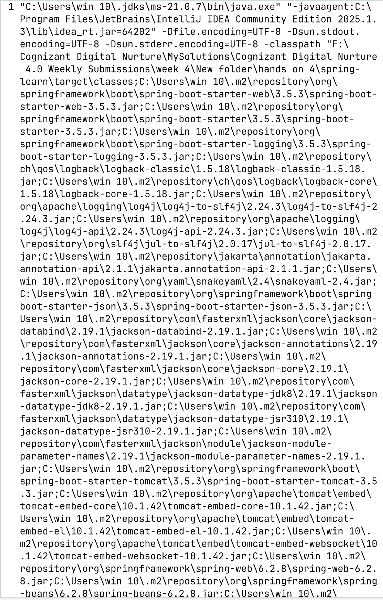 1 "C:\Users\win 10\.jdks\ms-21.0.7\bin\java.exe" "-javaagent:C:\
Program Files\JetBrains\IntelliJ IDEA Community Edition 2025.1.
3\lib\idea_rt.jar=64202" -Dfile.encoding=UTF-8 -Dsun.stdout.
encoding=UTF-8 -Dsun.stderr.encoding=UTF-8 -classpath "F:\
Cognizant Digital Nurture\MySolutions\Cognizant Digital Nurture
4.0 Weekly Submissions\week 4\New folder\hands on 4\spring-
learn\target\classes;C:\Users\win 10\.m2\repository\org\
springframework\boot\spring-boot-starter-web\3.5.3\spring-boot-
starter-web-3.5.3.jar;C:\Users\win 10\.m2\repository\org\
springframework\boot\spring-boot-starter\3.5.3\spring-boot-
starter-3.5.3.jar;C:\Users\win 10\.m2\repository\org\
springframework\boot\spring-boot-starter-logging\3.5.3\spring-
boot-starter-logging-3.5.3.jar;C:\Users\win 10\.m2\repository\
ch\qos\logback\logback-classic\1.5.18\logback-classic-1.5.18.
jar;C:\Users\win 10\.m2\repository\ch\qos\logback\logback-core\
1.5.18\logback-core-1.5.18.jar;C:\Users\win 10\.m2\repository\
org\apache\logging\log4j\log4j-to-slf4j\2.24.3\log4j-to-slf4j-2
.24.3.jar;C:\Users\win 10\.m2\repository\org\apache\logging\
log4j\log4j-api\2.24.3\log4j-api-2.24.3.jar;C:\Users\win 10\.m2
\repository\org\slf4j\jul-to-slf4j\2.0.17\jul-to-slf4j-2.0.17.
jar;C:\Users\win 10\.m2\repository\jakarta\annotation\jakarta.
annotation-api\2.1.1\jakarta.annotation-api-2.1.1.jar;C:\Users\
win 10\.m2\repository\org\yaml\snakeyaml\2.4\snakeyaml-2.4.jar;
C:\Users\win 10\.m2\repository\org\springframework\boot\spring-
boot-starter-json\3.5.3\spring-boot-starter-json-3.5.3.jar;C:\
Users\win 10\.m2\repository\com\fasterxml\jackson\core\jackson-
databind\2.19.1\jackson-databind-2.19.1.jar;C:\Users\win 10\.m2
\repository\com\fasterxml\jackson\core\jackson-annotations\2.19
.1\jackson-annotations-2.19.1.jar;C:\Users\win 10\.m2\
repository\com\fasterxml\jackson\core\jackson-core\2.19.1\
jackson-core-2.19.1.jar;C:\Users\win 10\.m2\repository\com\
fasterxml\jackson\datatype\jackson-datatype-jdk8\2.19.1\jackson
-datatype-jdk8-2.19.1.jar;C:\Users\win 10\.m2\repository\com\
fasterxml\jackson\datatype\jackson-datatype-jsr310\2.19.1\
jackson-datatype-jsr310-2.19.1.jar;C:\Users\win 10\.m2\
repository\com\fasterxml\jackson\module\jackson-module-
parameter-names\2.19.1\jackson-module-parameter-names-2.19.1.
jar;C:\Users\win 10\.m2\repository\org\springframework\boot\
spring-boot-starter-tomcat\3.5.3\spring-boot-starter-tomcat-3.5
.3.jar;C:\Users\win 10\.m2\repository\org\apache\tomcat\embed\
tomcat-embed-core\10.1.42\tomcat-embed-core-10.1.42.jar;C:\
Users\win 10\.m2\repository\org\apache\tomcat\embed\tomcat-
embed-el\10.1.42\tomcat-embed-el-10.1.42.jar;C:\Users\win 10\.
m2\repository\org\apache\tomcat\embed\tomcat-embed-websocket\10
.1.42\tomcat-embed-websocket-10.1.42.jar;C:\Users\win 10\.m2\
repository\org\springframework\spring-web\6.2.8\spring-web-6.2.
8.jar;C:\Users\win 10\.m2\repository\org\springframework\spring-
beans\6.2.8\spring-beans-6.2.8.jar;C:\Users\win 10\.m2\